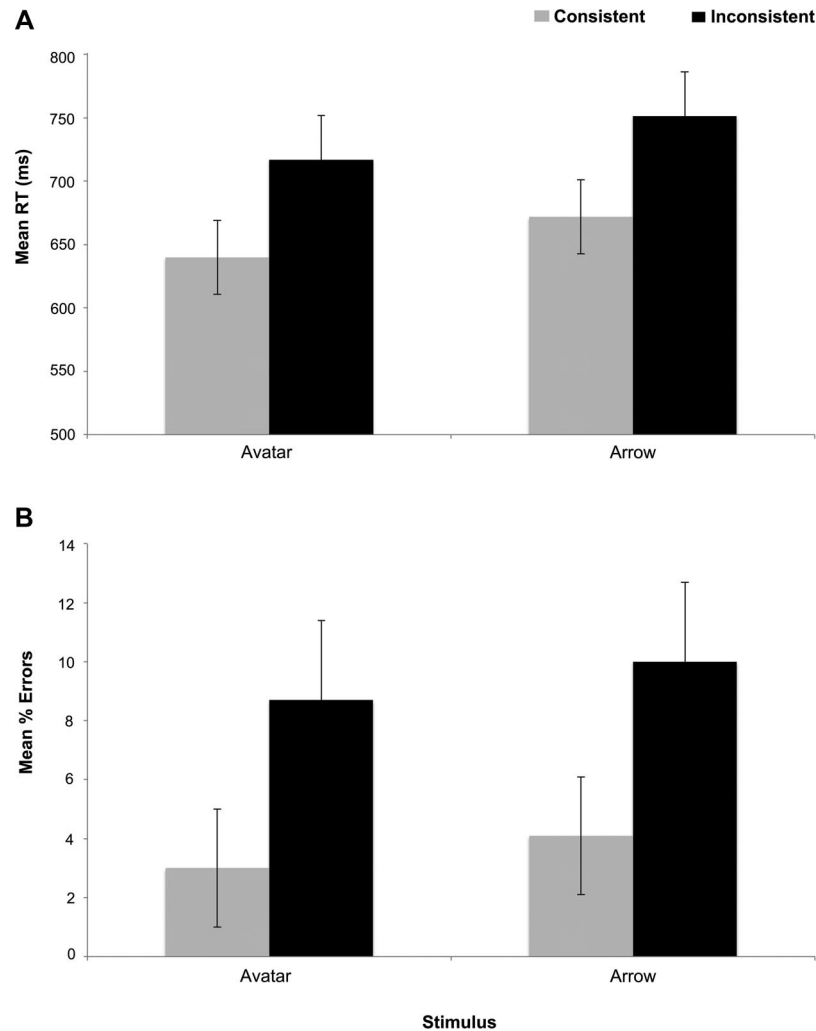 A
Consistent
Inconsistent
800
750
700
650
600
550
500
Mean RT (ms)
Avatar
Arrow
B
14
12
10
8
6
4
2
0
Mean % Errors
Avatar
Arrow
Stimulus